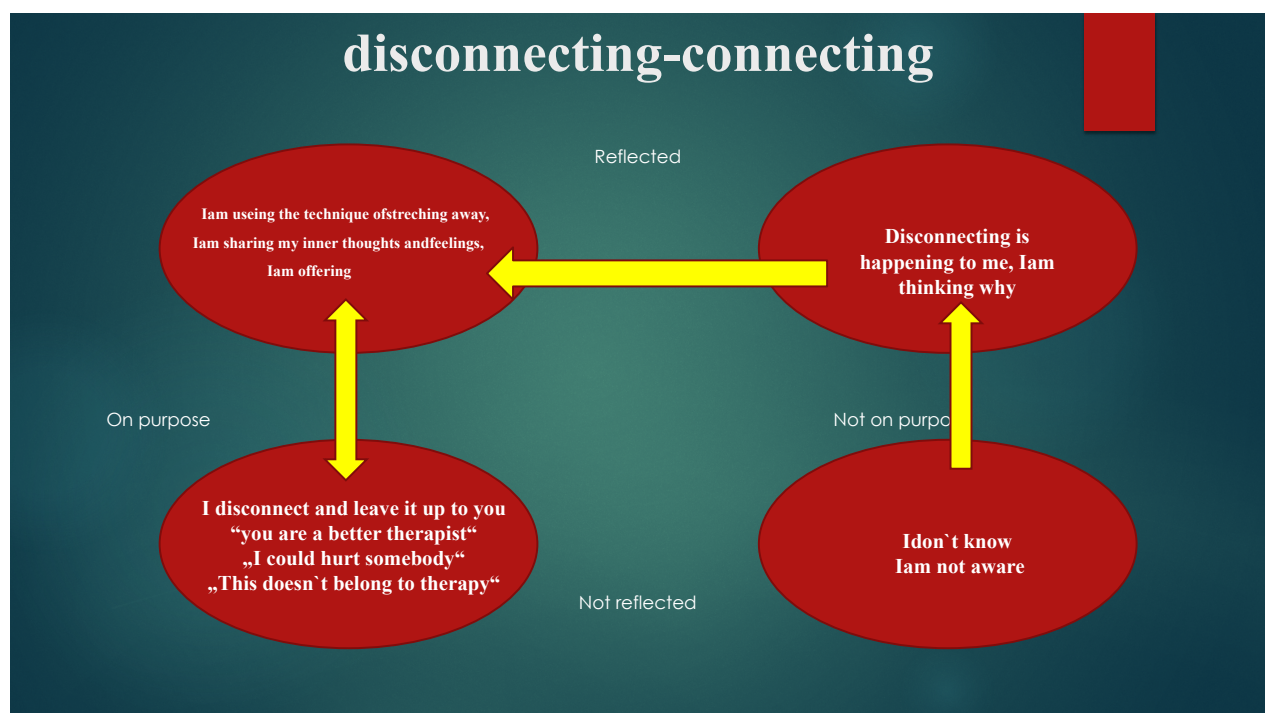 disconnecting-connecting
Reflected
Iam useing the technique ofstreching away,
Iam sharing my inner thoughts andfeelings,
Iam offering
Disconnecting is
happening to me, Iam
thinking why
On purpose
Not on purpo
I disconnect and leave it up to you
“you are a better therapist“
„I could hurt somebody“
„This doesn`t belong to therapy“
Idon`t know
Iam not aware
Not reflected